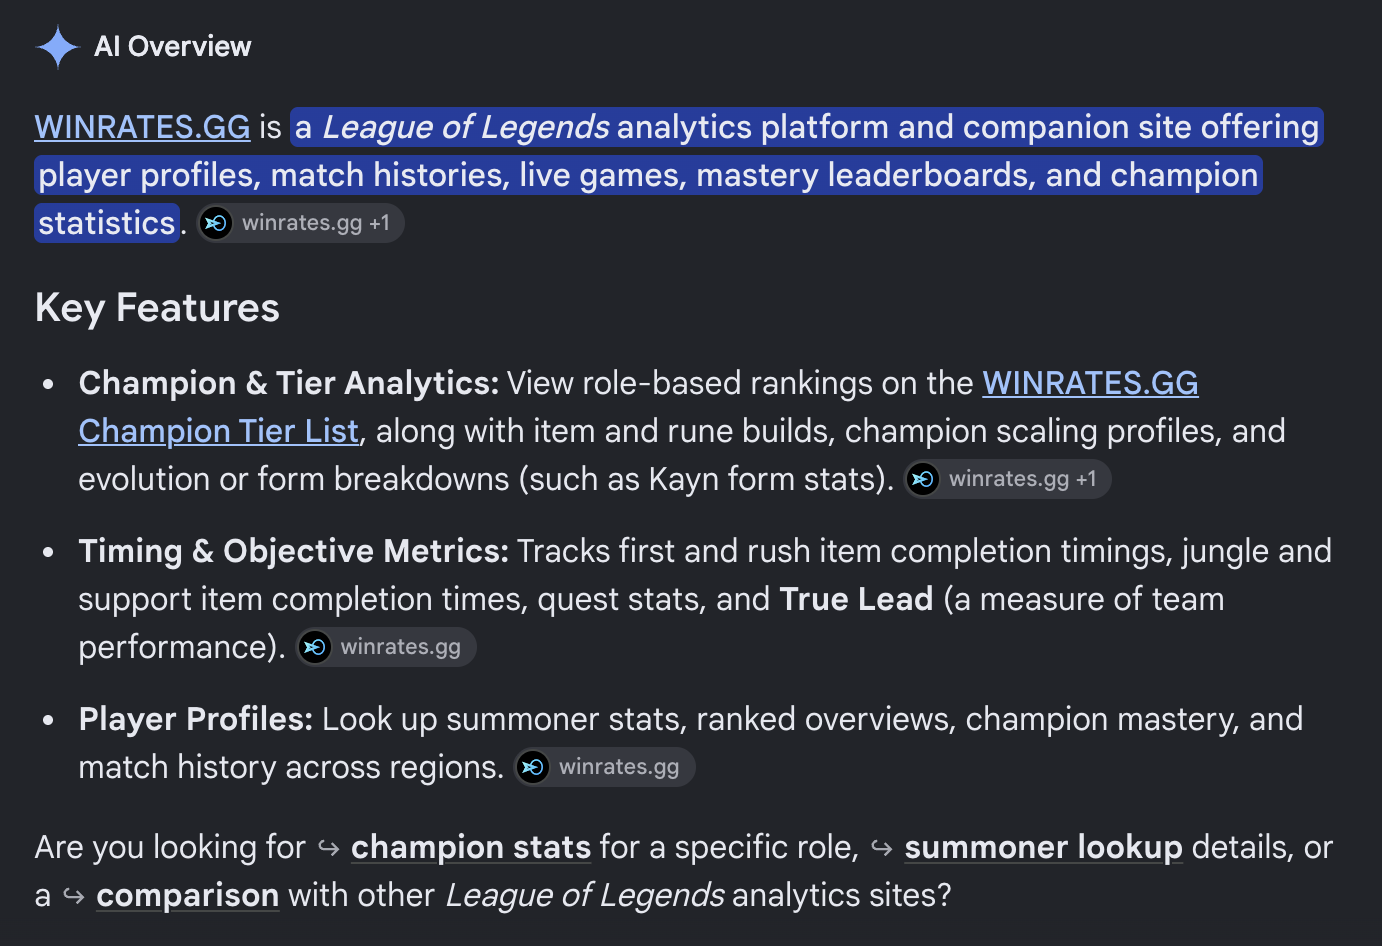 AI Overview
WINRATES.GG is a League of Legends analytics platform and companion site offering
player profiles, match histories, live games, mastery leaderboards, and champion
statistics. winrates.gg +1
Key Features
• Champion & Tier Analytics: View role-based rankings on the WINRATES.GG
Champion Tier List, along with item and rune builds, champion scaling profiles, and
evolution or form breakdowns (such as Kayn form stats). winrates.gg +1
• Timing & Objective Metrics: Tracks first and rush item completion timings, jungle and
support item completion times, quest stats, and True Lead (a measure of team
performance). winrates.gg
• Player Profiles: Look up summoner stats, ranked overviews, champion mastery, and
match history across regions. winrates.gg
Are you looking for ↪ champion stats for a specific role, ↪ summoner lookup details, or
a ↪ comparison with other League of Legends analytics sites?